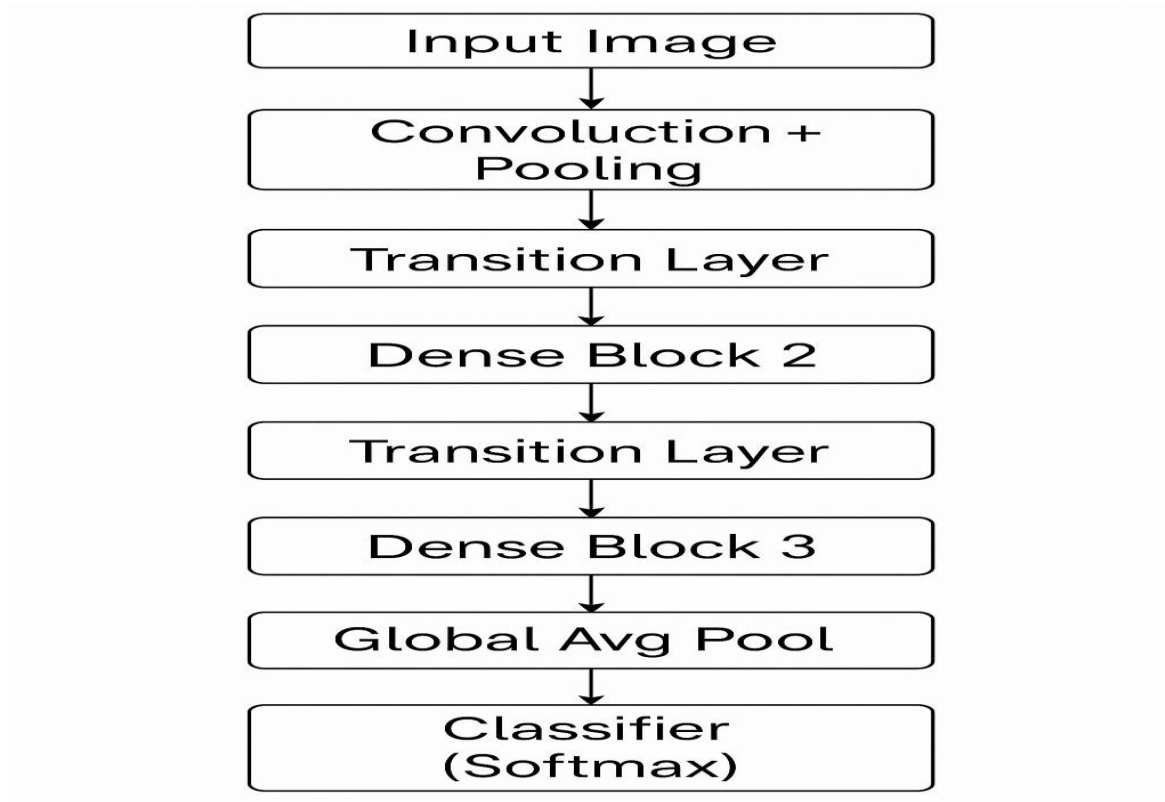 Input Image
Convoluction +
Pooling
Transition Layer
Dense Block 2
Transition Layer
Dense Block 3
Global Avg Pool
Classifier
(Softmax)